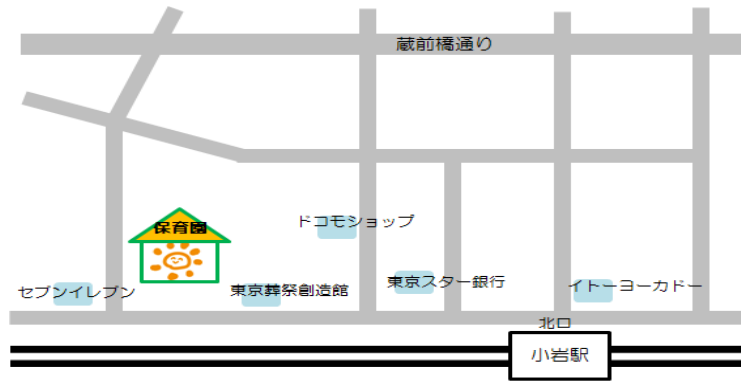 蔵前橋通り
保育園
ドコモショップ
セブンイレブン
東京葬祭創造館
東京スター銀行
イトーヨーカドー
北口
小岩駅